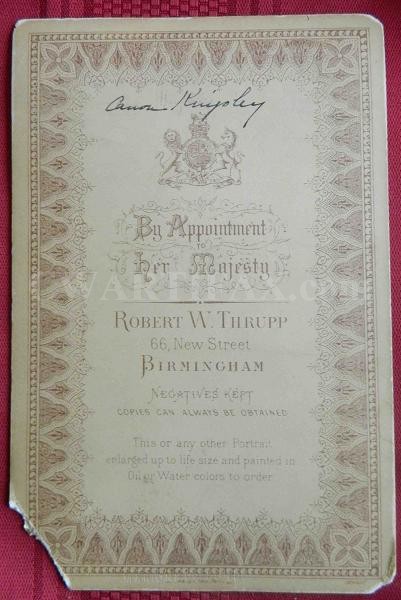 Canon Kingsley
By Appointment
TO
Her Majesty
ROBERT W. THRUPP
66, New Street
BIRMINGHAM
NEGATIVES KEPT
COPIES CAN ALWAYS BE OBTAINED
This or any other Portrait
enlarged up to life size and painted in
Oil or Water colors to order